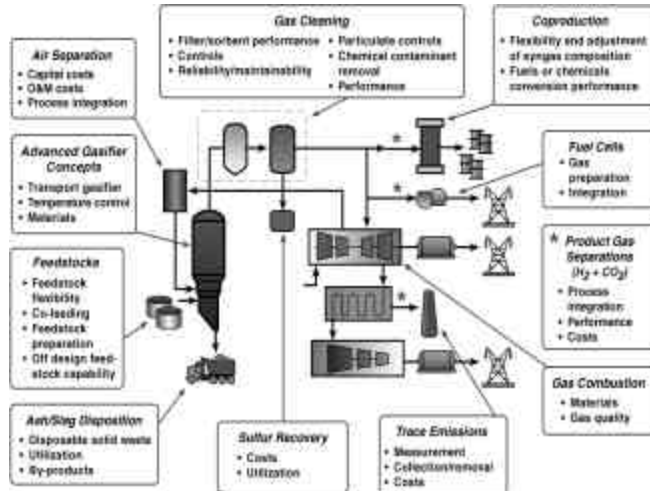 Gas Cleaning
• Filter/sorbent performance
• Controls
• Reliability/maintainability
• Particulate controls
• Chemical contaminant
removal
• Performance
Coproduction
• Flexibility and adjustment
of syngas composition
• Fuels or chemicals
conversion performance
Air Separation
• Capital costs
• O&M costs
• Process integration
Advanced Gasifier
Concepts
• Transport gasifier
• Temperature control
• Materials
Fuel Cells
• Gas
preparation
• Integration
Feedstocks
• Feedstock
flexibility
• Co-feeding
• Feedstock
preparation
• Off design feed-
stock capability
* Product Gas
Separations
(H₂ + CO₂)
• Process
integration
• Performance
• Costs
Gas Combustion
• Materials
• Gas quality
Ash/Slag Disposition
• Disposable solid waste
• Utilization
• By-products
Sulfur Recovery
• Costs
• Utilization
Trace Emissions
• Measurement
• Collection/removal
• Costs
*
*
*